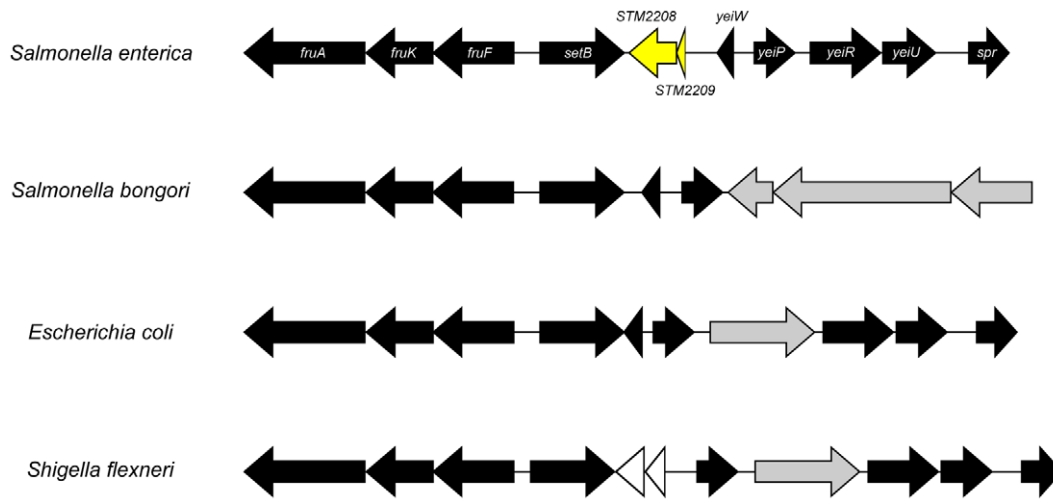 STM2208
yeiW
Salmonella enterica
fruA
fruK
fruF
setB
yeiP
yeiR
yeiU
spr
STM2209
Salmonella bongori
Escherichia coli
Shigella flexneri